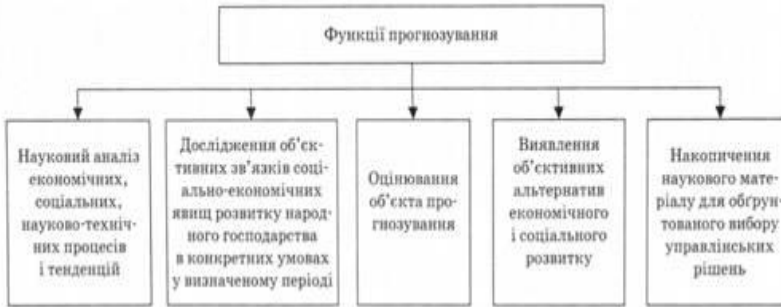 Функції прогнозування
Науковий аналіз
економічних,
соціальних,
науково-техніч-
них процесів
і тенденцій
Дослідження об’єк-
тивних зв’язків соці-
ально-економічних
явищ розвитку народ-
ного господарства
в конкретних умовах
у визначеному періоді
Оцінювання
об’єкта про-
гнозування
Виявлення
об’єктивних
альтернатив
економічного
і соціального
розвитку
Накопичення
наукового мате-
ріалу для обґрун-
тованого вибору
управлінських
рішень